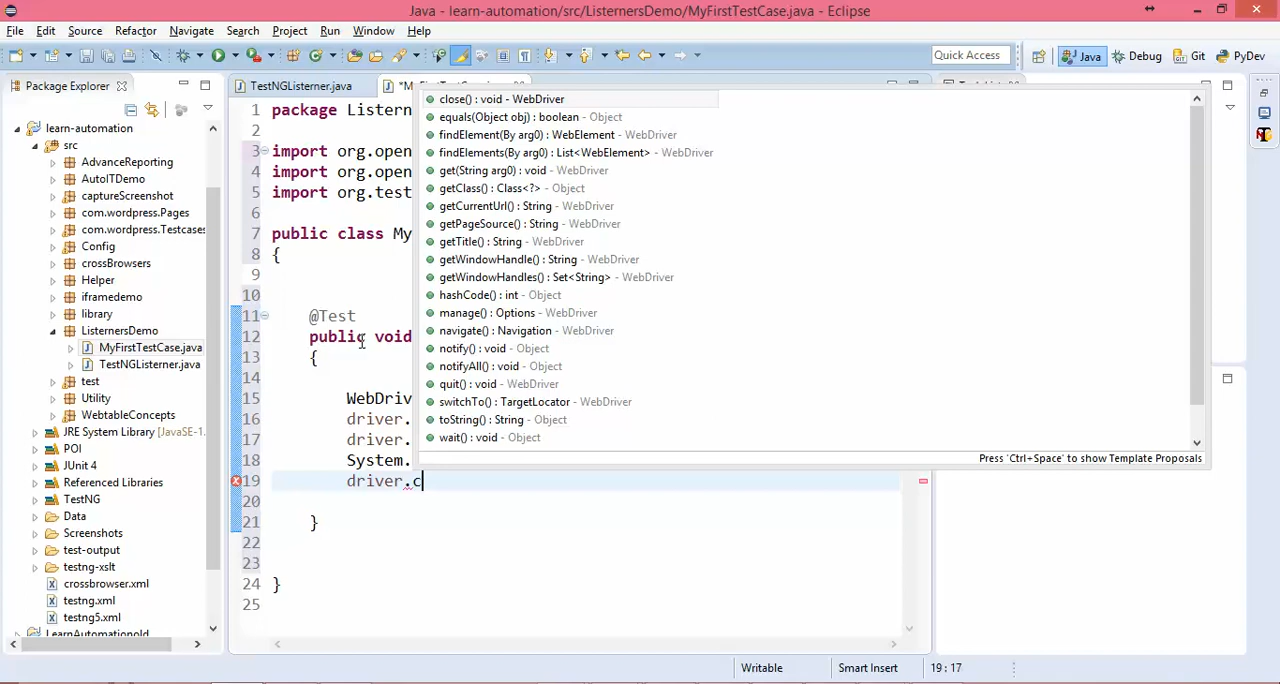 Java - learn-automation/src/ListernersDemo/MyFirstTestCase.java - Eclipse
File Edit Source Refactor Navigate Search Project Run Window Help
Quick Access Java Debug Git PyDev
Package Explorer
learn-automation
src
AdvanceReporting
AutoITDemo
captureScreenshot
com.wordpress.Pages
com.wordpress.Testcases
Config
crossBrowsers
Helper
iframedemo
library
ListernersDemo
MyFirstTestCase.java
TestNGListerner.java
test
Utility
WebtableConcepts
JRE System Library [JavaSE-1.
POI
JUnit 4
Referenced Libraries
TestNG
Data
Screenshots
test-output
testng-xslt
crossbrowser.xml
testng.xml
testng5.xml
LearnAutomationold
TestNGListerner.java
1 package Listern
2
3 import org.open
4 import org.open
5 import org.test
6
7 public class My
8 {
9
10
11 @Test
12 public void
13 {
14
15 WebDriv
16 driver.
17 driver.
18 System.
19 driver.c
20
21 }
22
23
24 }
25
close() : void - WebDriver
equals(Object obj) : boolean - Object
findElement(By arg0) : WebElement - WebDriver
findElements(By arg0) : List<WebElement> - WebDriver
get(String arg0) : void - WebDriver
getClass() : Class<?> - Object
getCurrentUrl() : String - WebDriver
getPageSource() : String - WebDriver
getTitle() : String - WebDriver
getWindowHandle() : String - WebDriver
getWindowHandles() : Set<String> - WebDriver
hashCode() : int - Object
manage() : Options - WebDriver
navigate() : Navigation - WebDriver
notify() : void - Object
notifyAll() : void - Object
quit() : void - WebDriver
switchTo() : TargetLocator - WebDriver
toString() : String - Object
wait() : void - Object
Press 'Ctrl+Space' to show Template Proposals
Writable Smart Insert 19 : 17